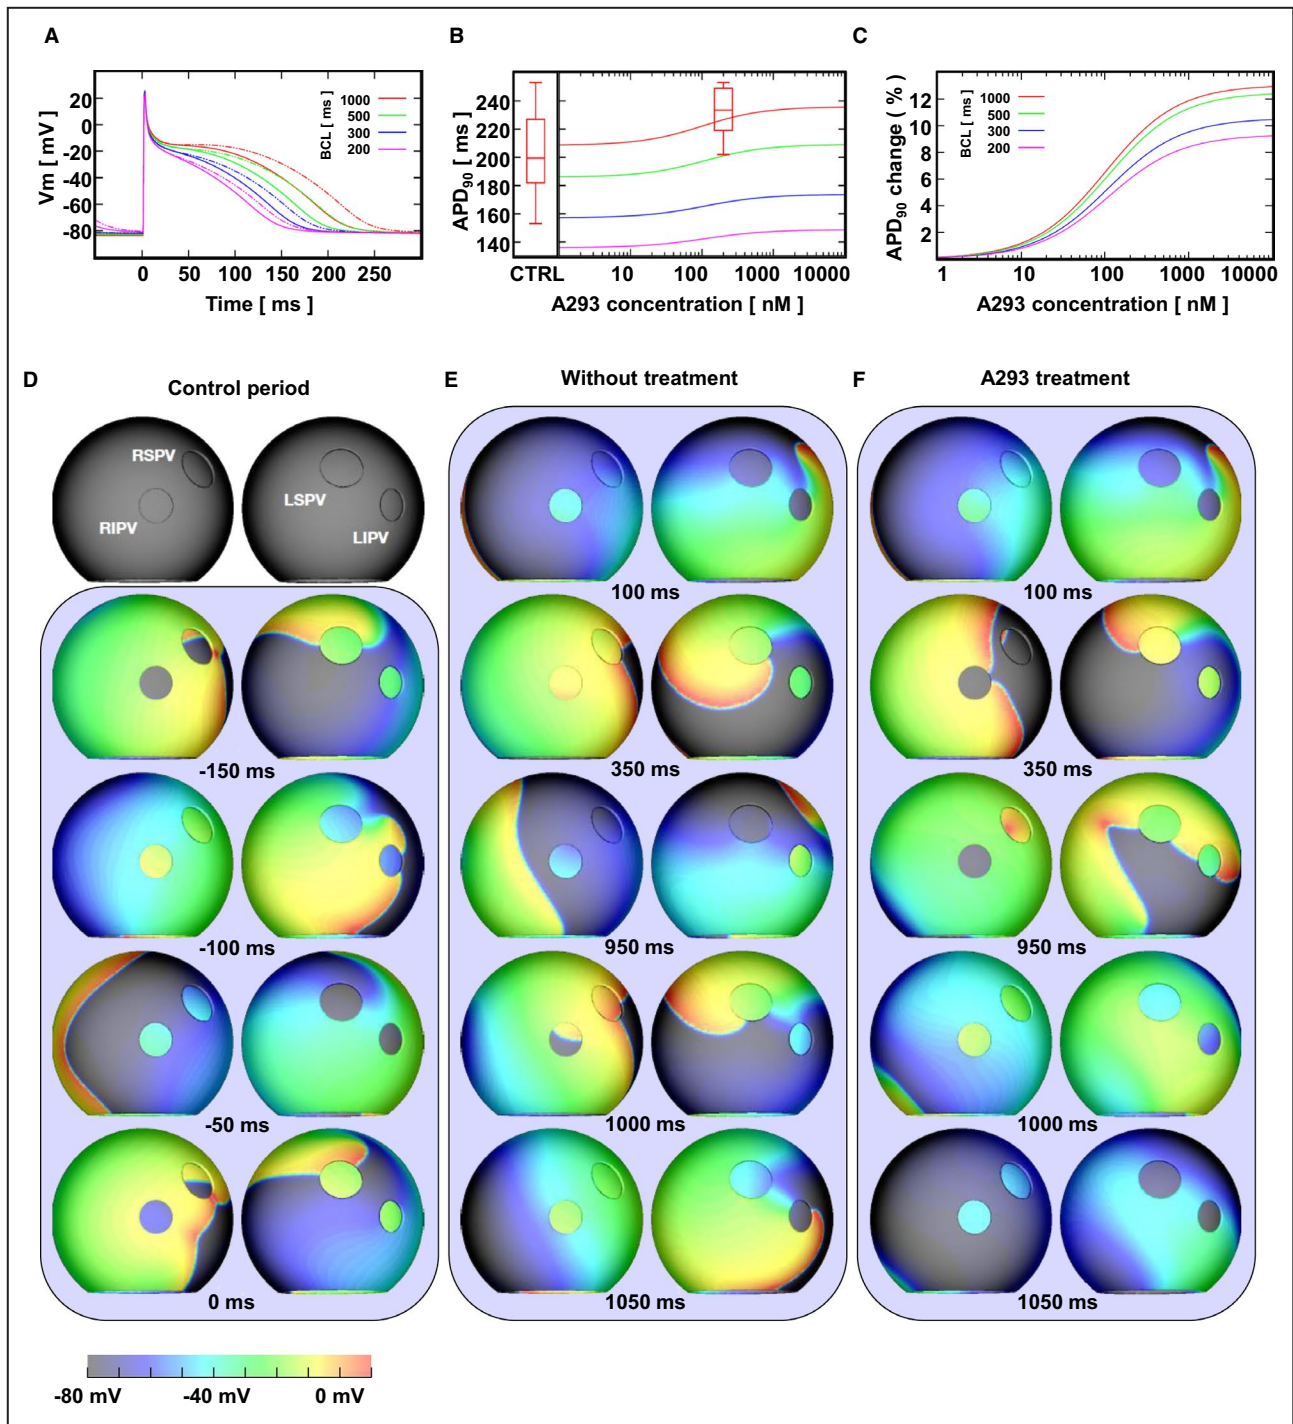 A
Vm [ mV ]
20
0
-20
-40
-60
-80
BCL [ ms ]
1000
500
300
200
0 50 100 150 200 250
Time [ ms ]
B
APD90 [ ms ]
240
220
200
180
160
140
CTRL 10 100 1000 10000
A293 concentration [ nM ]
C
APD90 change ( % )
12
10
8
6
4
2
BCL [ ms ]
1000
500
300
200
1 10 100 1000 10000
A293 concentration [ nM ]
D
Control period
RSPV
RIPV
LSPV
LIPV
-150 ms
-100 ms
-50 ms
0 ms
E
Without treatment
100 ms
350 ms
950 ms
1000 ms
1050 ms
F
A293 treatment
100 ms
350 ms
950 ms
1000 ms
1050 ms
-80 mV -40 mV 0 mV